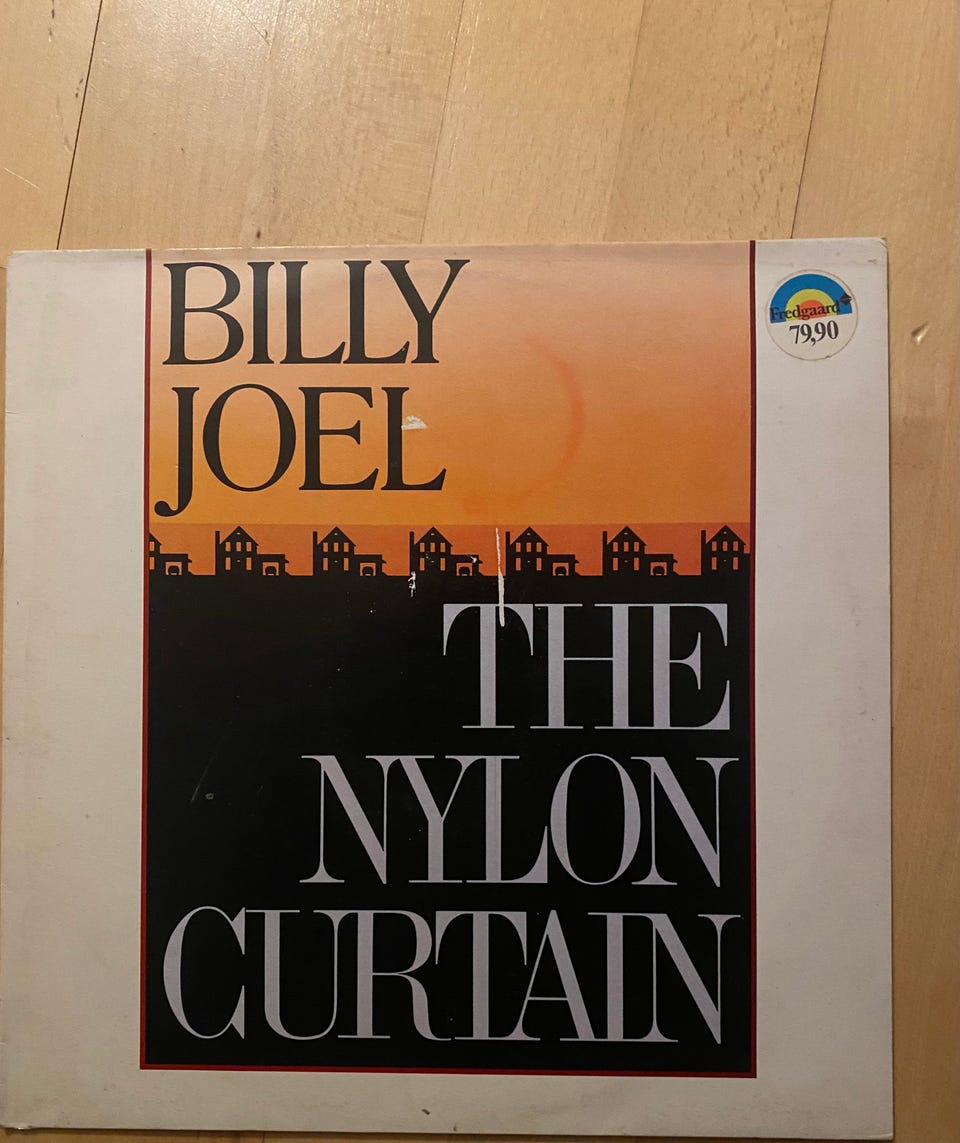 BILLY
JOEL
Fredgaard
79,90
THE
NYLON
CURTAIN